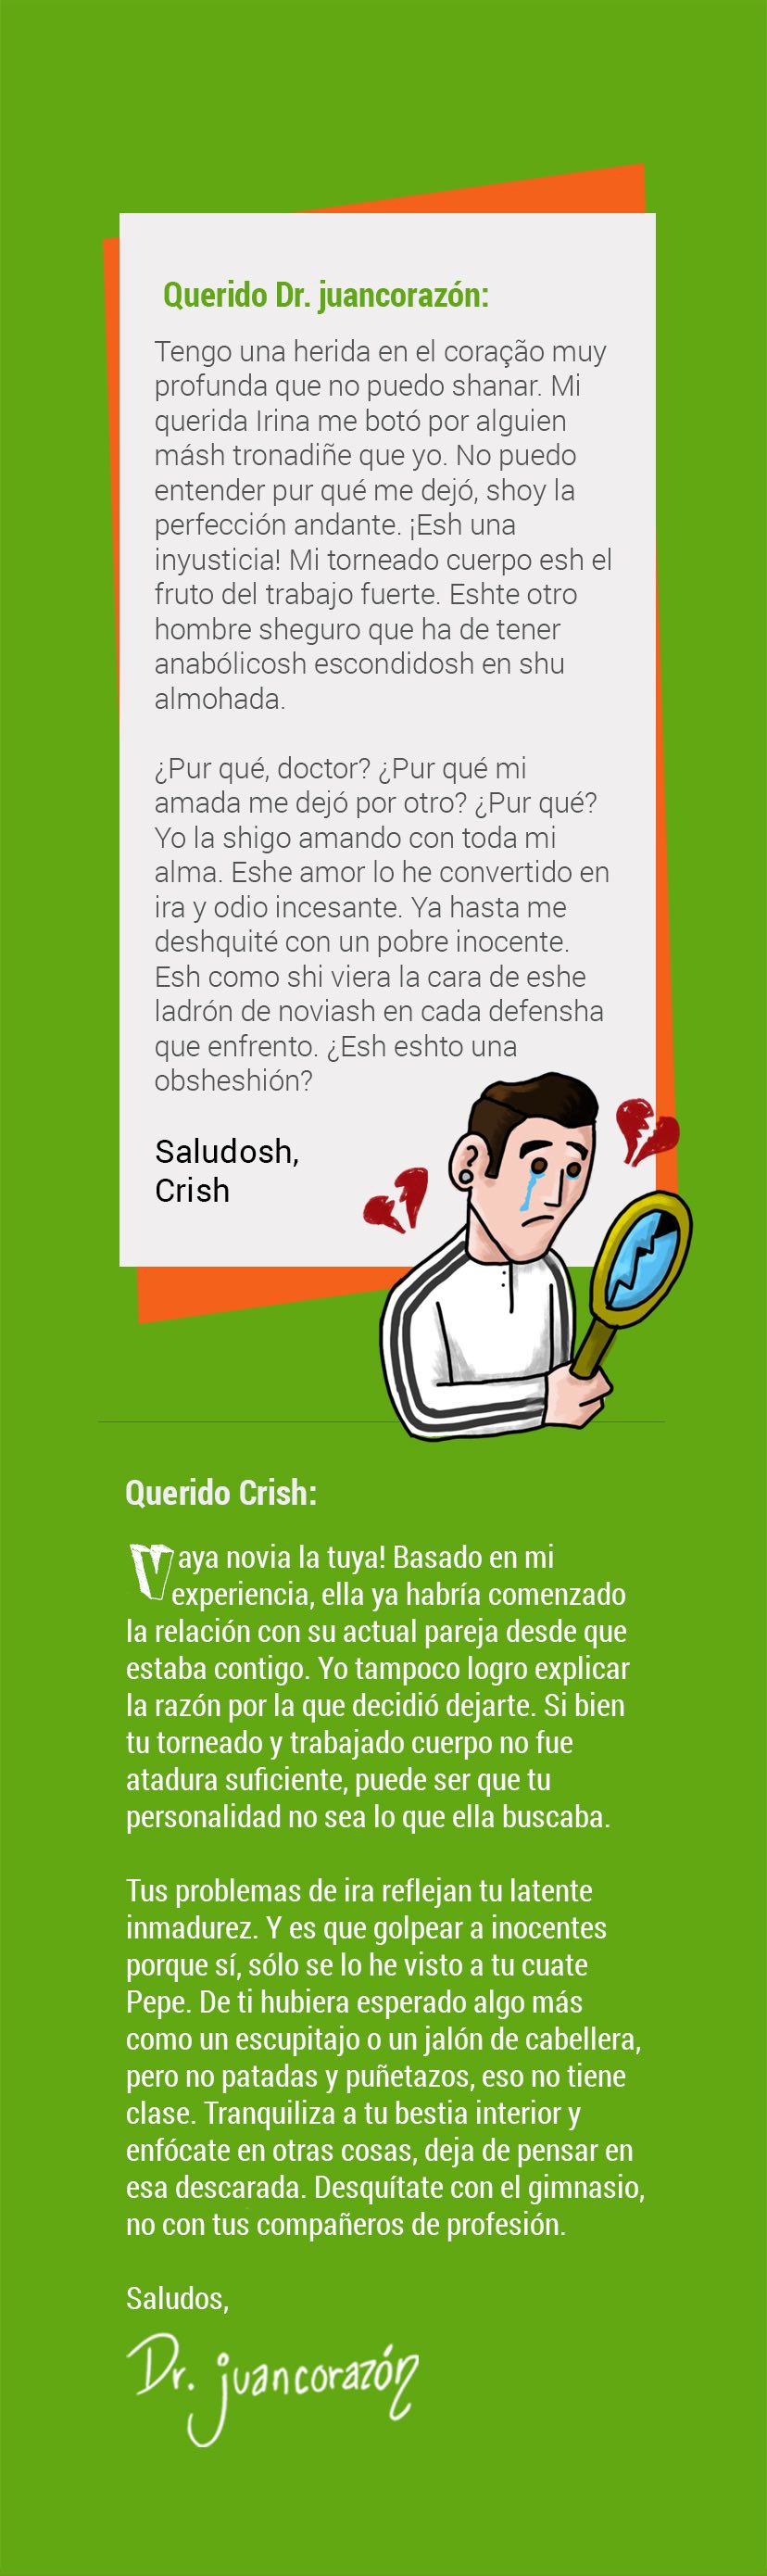 Querido Dr. juancorazón:
Tengo una herida en el coração muy
profunda que no puedo shanar. Mi
querida Irina me botó por alguien
másh tronadiñe que yo. No puedo
entender pur qué me dejó, shoy la
perfección andante. ¡Esh una
inyusticia! Mi torneado cuerpo esh el
fruto del trabajo fuerte. Eshte otro
hombre sheguro que ha de tener
anabólicosh escondidosh en shu
almohada.
¿Pur qué, doctor? ¿Pur qué mi
amada me dejó por otro? ¿Pur qué?
Yo la shigo amando con toda mi
alma. Eshe amor lo he convertido en
ira y odio incesante. Ya hasta me
deshquité con un pobre inocente.
Esh como shi viera la cara de eshe
ladrón de noviash en cada defensha
que enfrento. ¿Esh eshto una
obsheshión?
Saludosh,
Crish
Querido Crish:
Vaya novia la tuya! Basado en mi
experiencia, ella ya habría comenzado
la relación con su actual pareja desde que
estaba contigo. Yo tampoco logro explicar
la razón por la que decidió dejarte. Si bien
tu torneado y trabajado cuerpo no fue
atadura suficiente, puede ser que tu
personalidad no sea lo que ella buscaba.
Tus problemas de ira reflejan tu latente
inmadurez. Y es que golpear a inocentes
porque sí, sólo se lo he visto a tu cuate
Pepe. De ti hubiera esperado algo más
como un escupitajo o un jalón de cabellera,
pero no patadas y puñetazos, eso no tiene
clase. Tranquiliza a tu bestia interior y
enfócate en otras cosas, deja de pensar en
esa descarada. Desquítate con el gimnasio,
no con tus compañeros de profesión.
Saludos,
Dr. juancorazón